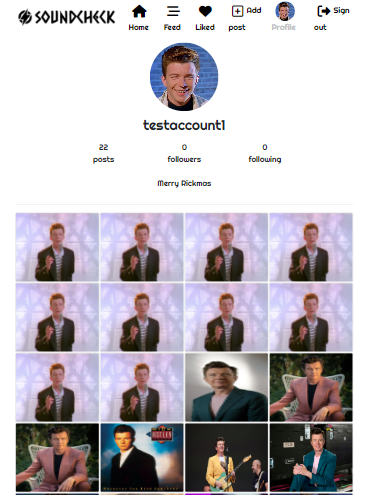 SOUNDCHECK
Home
Feed
Liked
Add post
Profile
Sign out
testaccount1
22 posts
0 followers
0 following
Merry Rickmas